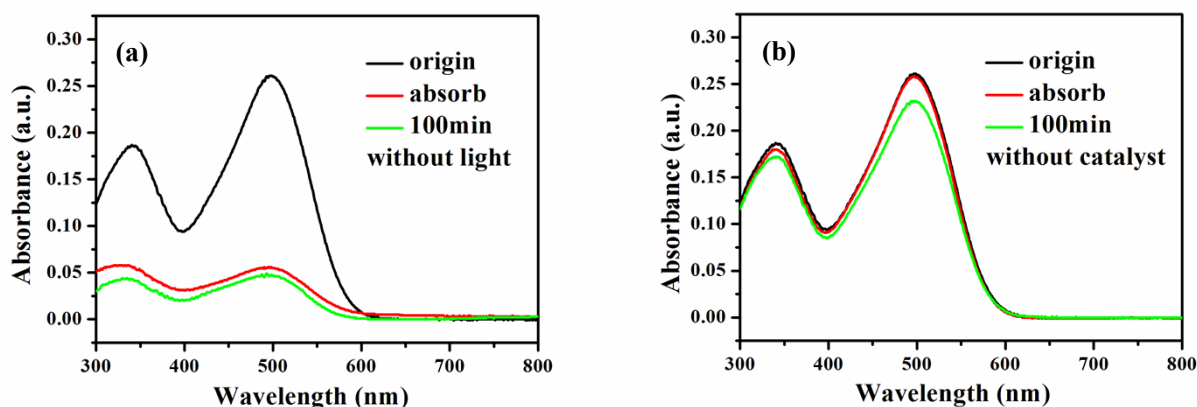 (a)
origin
absorb
100min
without light
Absorbance (a.u.)
0.30
0.25
0.20
0.15
0.10
0.05
0.00
300 400 500 600 700 800
Wavelength (nm)
(b)
origin
absorb
100min
without catalyst
Absorbance (a.u.)
0.30
0.25
0.20
0.15
0.10
0.05
0.00
300 400 500 600 700 800
Wavelength (nm)